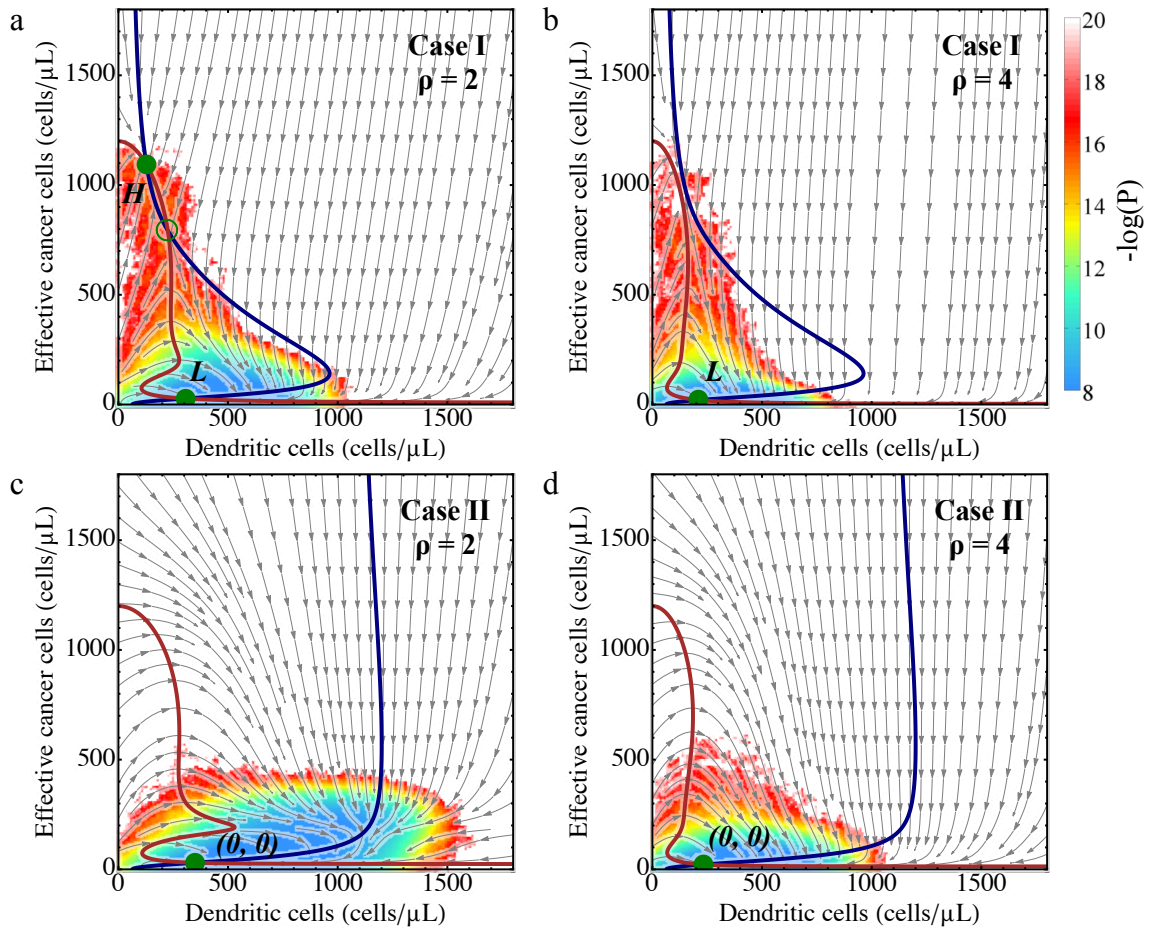 a
Case I
ρ = 2
1500
1000
500
0
H
L
0
500
1000
1500
Effective cancer cells (cells/μL)
Dendritic cells (cells/μL)
b
Case I
ρ = 4
1500
1000
500
0
L
0
500
1000
1500
Effective cancer cells (cells/μL)
Dendritic cells (cells/μL)
20
18
16
14
12
10
8
-log(P)
c
Case II
ρ = 2
1500
1000
500
0
(0, 0)
0
500
1000
1500
Effective cancer cells (cells/μL)
Dendritic cells (cells/μL)
d
Case II
ρ = 4
1500
1000
500
0
(0, 0)
0
500
1000
1500
Effective cancer cells (cells/μL)
Dendritic cells (cells/μL)